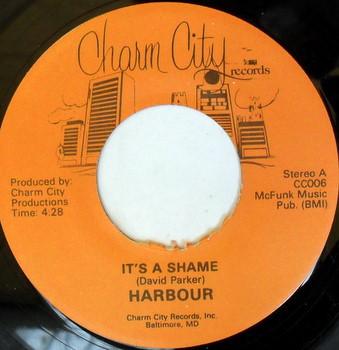 Charm City
records
Produced by:
Charm City
Productions
Time: 4:28
Stereo A
CC006
McFunk Music
Pub. (BMI)
IT'S A SHAME
(David Parker)
HARBOUR
Charm City Records, Inc.
Baltimore, MD